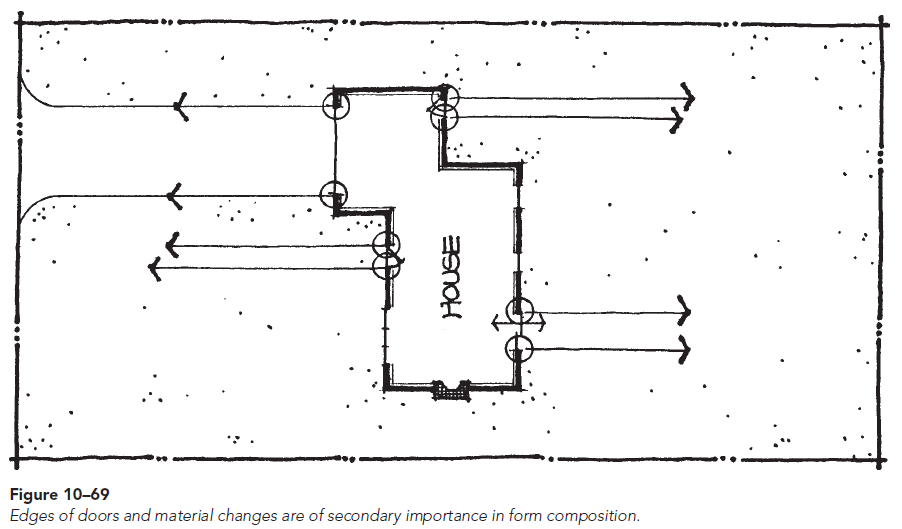 HOUSE
Figure 10–69
Edges of doors and material changes are of secondary importance in form composition.